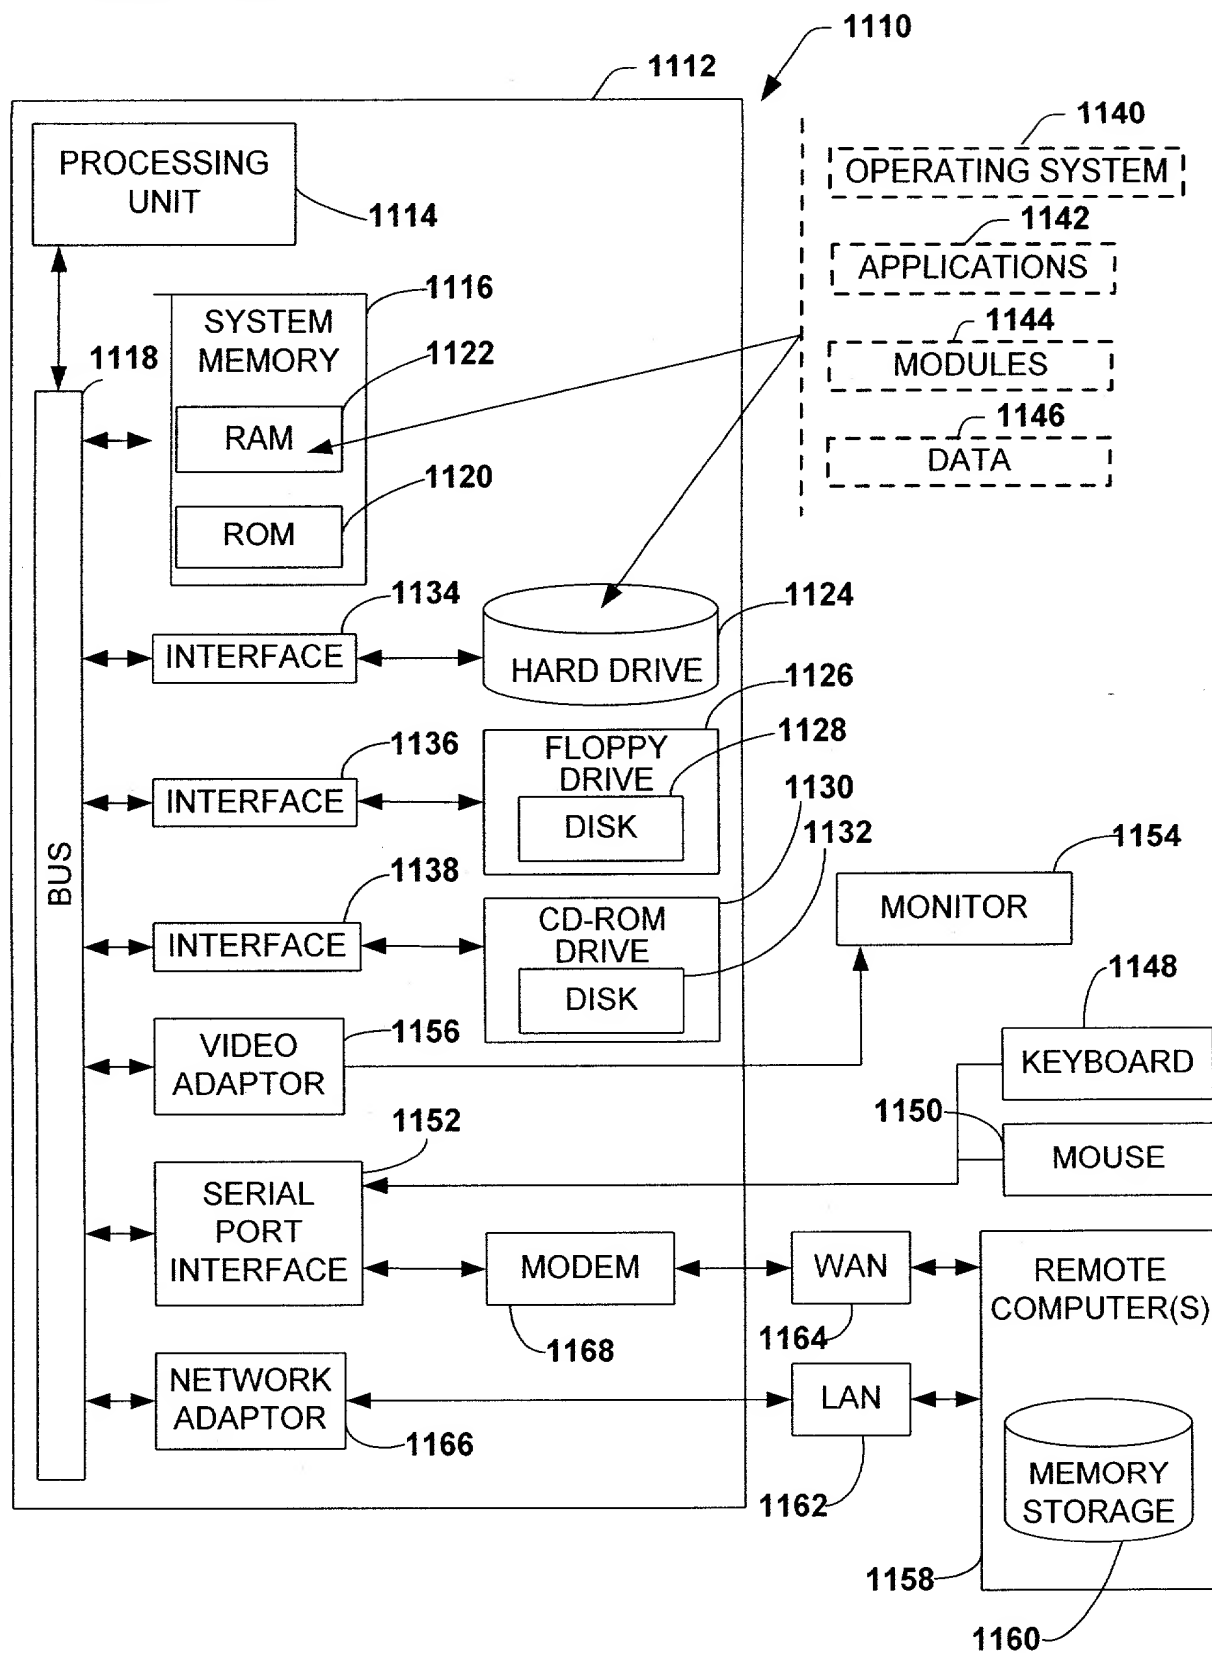 1110
1112
PROCESSING
UNIT
1114
1140
OPERATING SYSTEM
1142
APPLICATIONS
1144
MODULES
1146
DATA
1116
SYSTEM
MEMORY
1118
1122
RAM
1120
ROM
1134
INTERFACE
1124
HARD DRIVE
1126
1136
INTERFACE
FLOPPY
DRIVE
1128
DISK
1130
1132
1138
INTERFACE
CD-ROM
DRIVE
DISK
BUS
1154
MONITOR
1156
VIDEO
ADAPTOR
1148
KEYBOARD
1150
MOUSE
1152
SERIAL
PORT
INTERFACE
MODEM
1168
WAN
1164
REMOTE
COMPUTER(S)
NETWORK
ADAPTOR
1166
LAN
1162
MEMORY
STORAGE
1158
1160